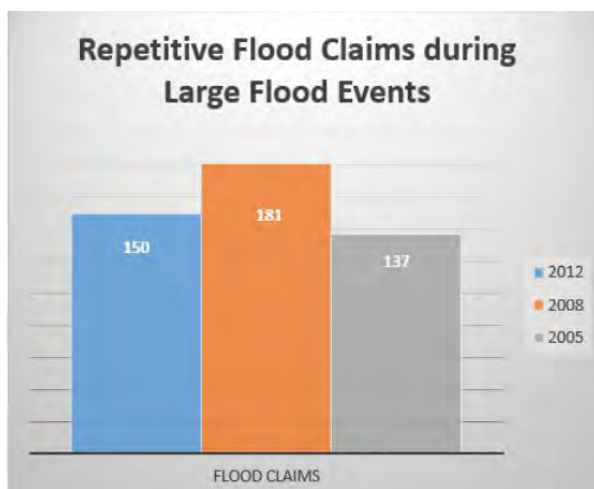 Repetitive Flood Claims during
Large Flood Events
150
181
137
2012
2008
2005
FLOOD CLAIMS